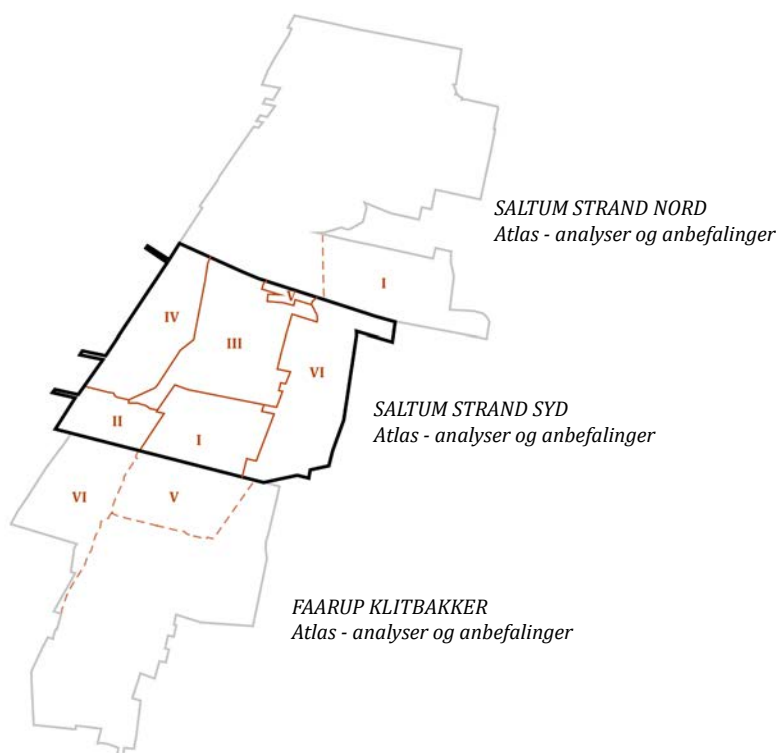 SALTUM STRAND NORD
Atlas - analyser og anbefalinger
I
V
IV
III
VI
SALTUM STRAND SYD
Atlas - analyser og anbefalinger
II
I
VI
V
FAARUP KLITBAKKER
Atlas - analyser og anbefalinger